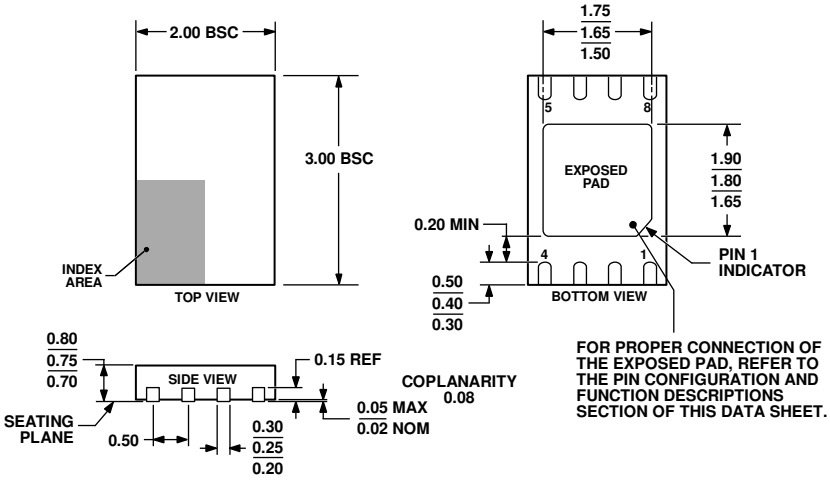 2.00 BSC
3.00 BSC
INDEX
AREA
TOP VIEW
1.75
1.65
1.50
5
8
EXPOSED
PAD
1.90
1.80
1.65
0.20 MIN
4
1
PIN 1
INDICATOR
0.50
0.40
0.30
BOTTOM VIEW
FOR PROPER CONNECTION OF
THE EXPOSED PAD, REFER TO
THE PIN CONFIGURATION AND
FUNCTION DESCRIPTIONS
SECTION OF THIS DATA SHEET.
0.80
0.75
0.70
SIDE VIEW
0.15 REF
COPLANARITY
0.08
0.05 MAX
0.02 NOM
SEATING
PLANE
0.50
0.30
0.25
0.20